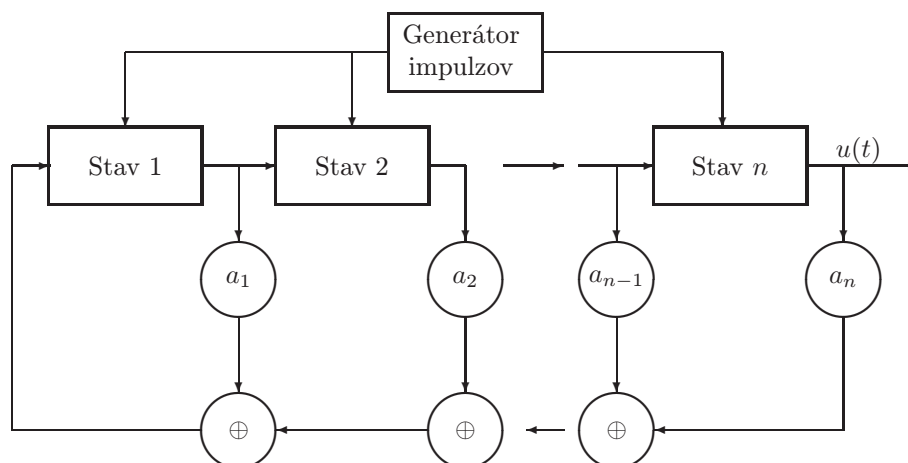 Generátor
impulzov
Stav 1
Stav 2
Stav n
u(t)
a₁
a₂
aₙ₋₁
aₙ
⊕
⊕
⊕